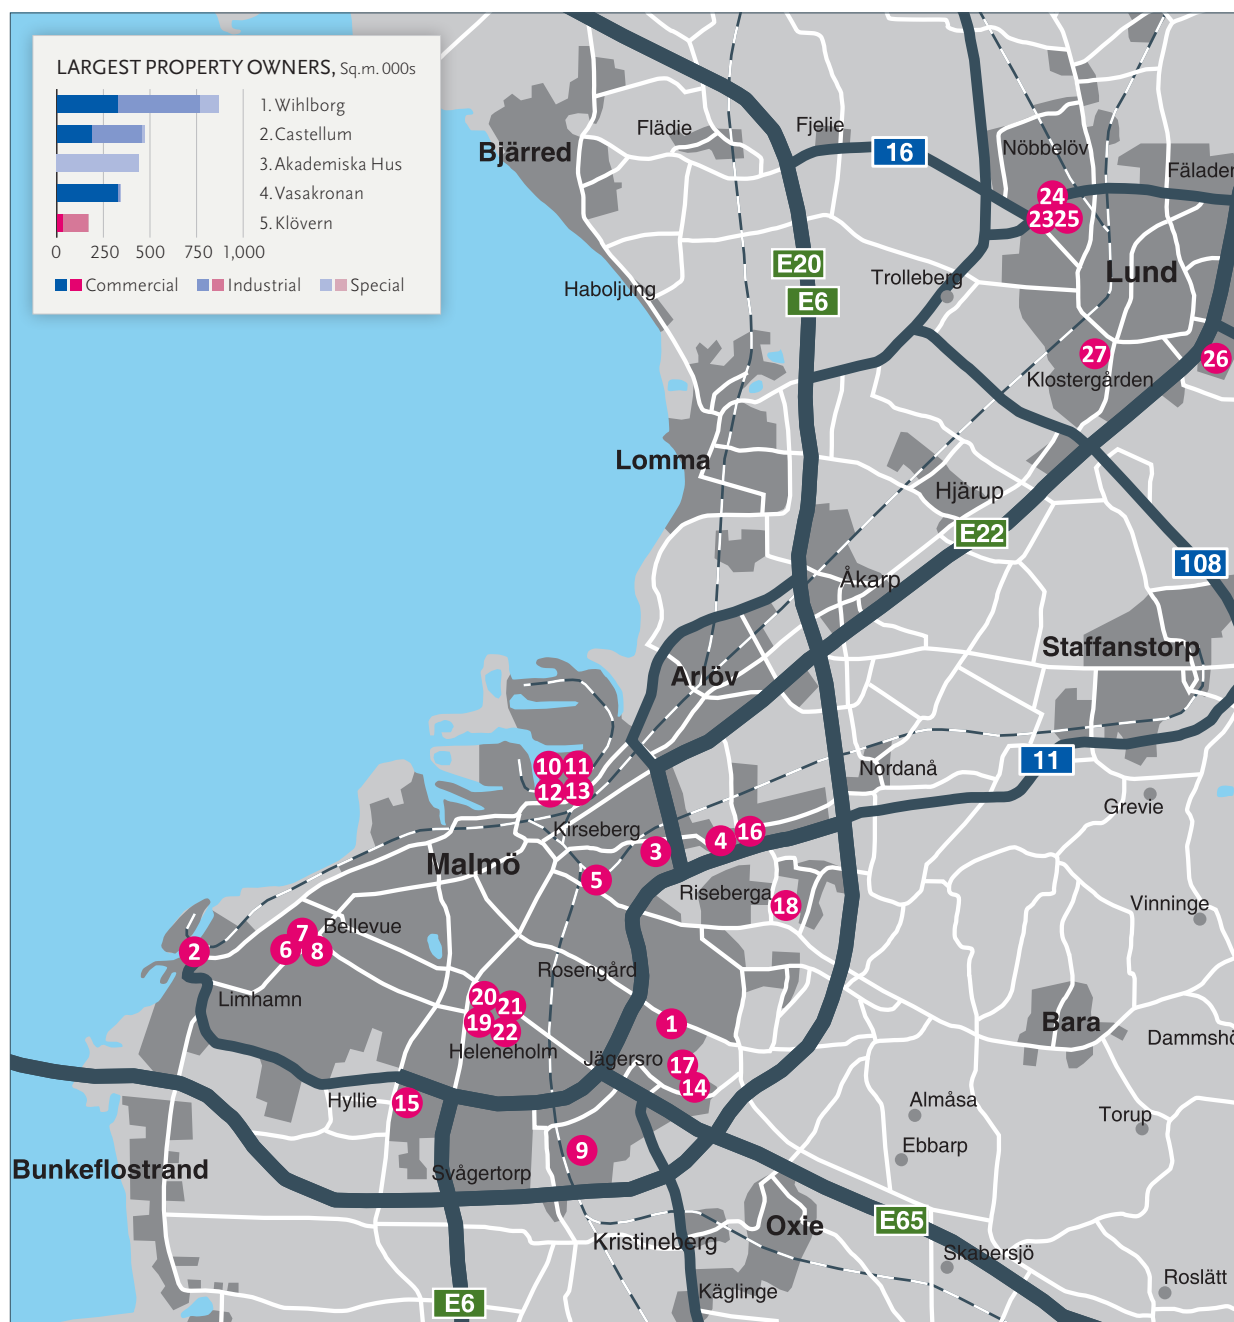 LARGEST PROPERTY OWNERS, Sq.m. 000s
1. Wihlborg
2. Castellum
3. Akademiska Hus
4. Vasakronan
5. Klövern
0 250 500 750 1,000
Commercial Industrial Special
Bjärred
Flädie
Fjelie
16
Nöbbelöv
24
23 25
E20
E6
Trolleberg
Lund
Haboljung
27
26
Klostergården
Lomma
Hjärup
E22
108
Åkarp
Staffanstorp
Arlöv
10 11
12 13
Nordanå
11
Grevie
Kirseberg
3
4
16
Malmö
5
Riseberga
18
Vinninge
7
6
8
Bellevue
2
Limhamn
Rosengård
20
21
19
22
Heleneholm
1
Jägersro
17
14
Bara
Hyllie
15
Almåsa
Torup
Ebbarp
9
Bunkeflostrand
Svågertorp
Oxie
E65
Kristineberg
Skabersjö
Käglinge
E6
Roslätt